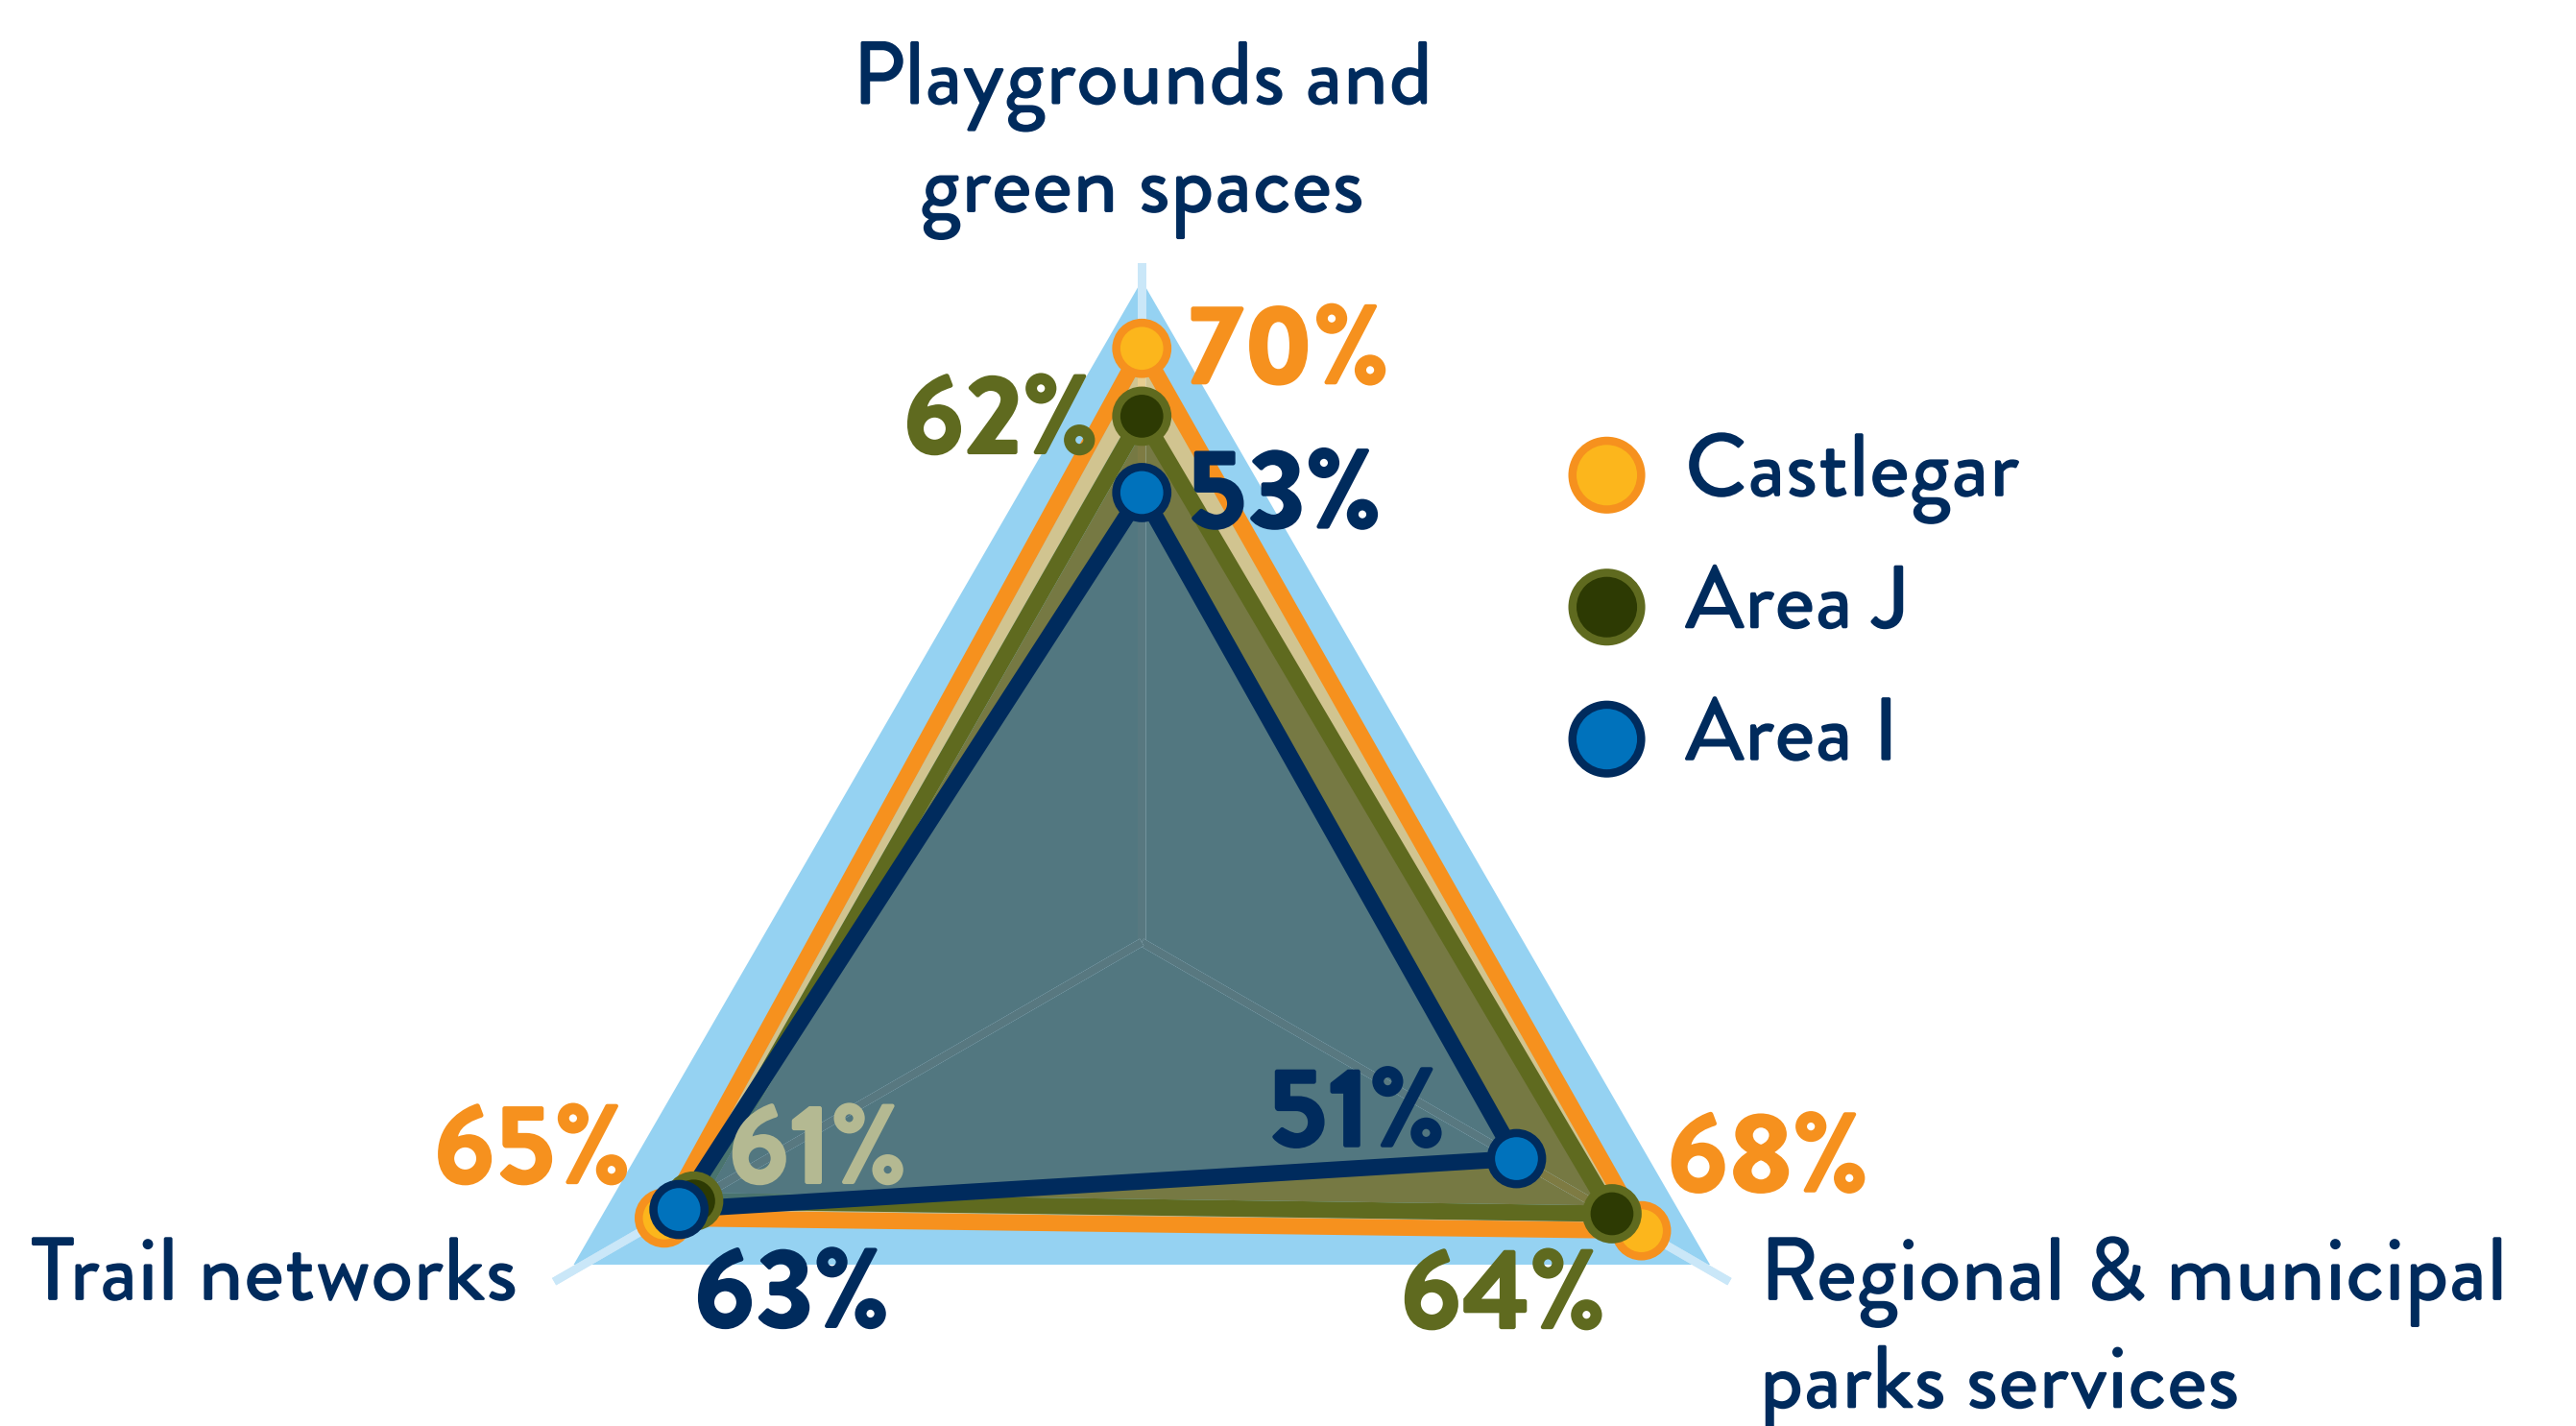 Playgrounds and
green spaces
70%
62%
53%
Castlegar
Area J
Area I
51%
65%
61%
68%
Trail networks
63%
64%
Regional & municipal
parks services